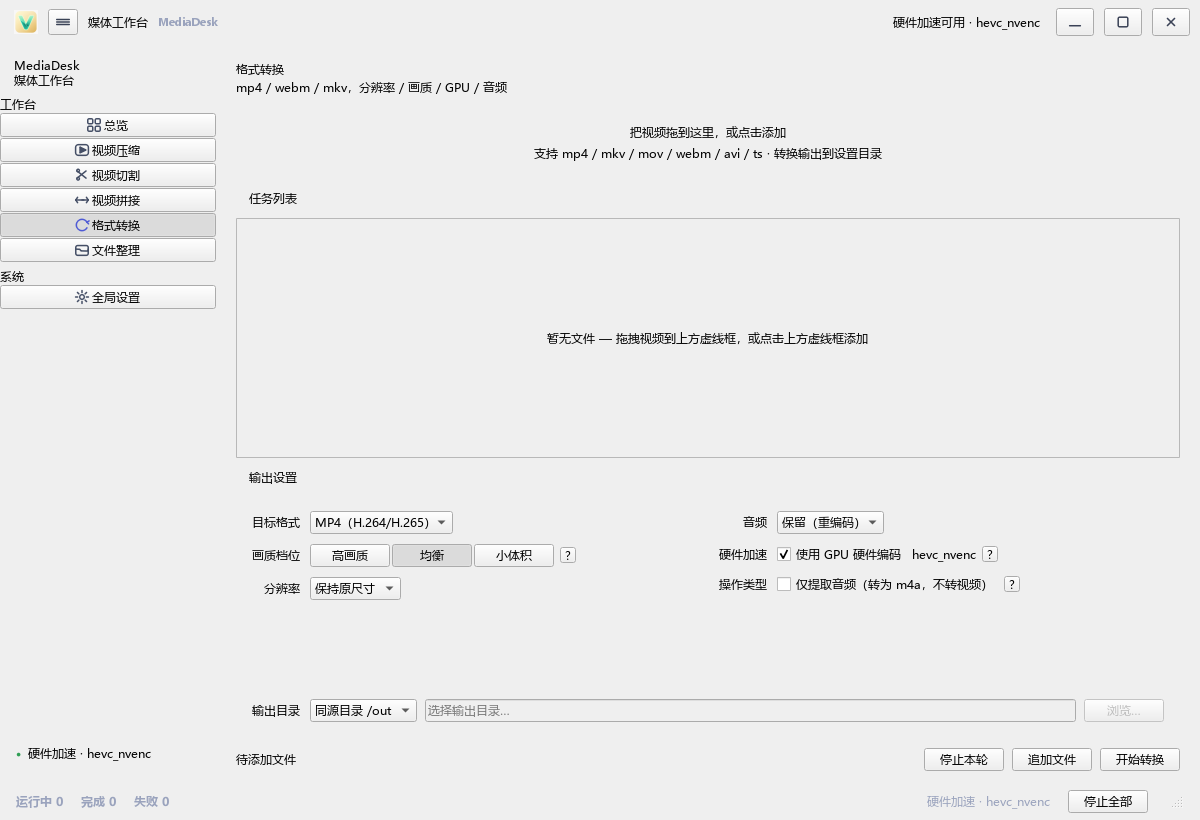 媒体工作台 MediaDesk 硬件加速可用 · hevc_nvenc
MediaDesk
媒体工作台
工作台
总览
视频压缩
视频切割
视频拼接
格式转换
文件整理
系统
全局设置
格式转换
mp4 / webm / mkv，分辨率 / 画质 / GPU / 音频
把视频拖到这里，或点击添加
支持 mp4 / mkv / mov / webm / avi / ts · 转换输出到设置目录
任务列表
暂无文件 — 拖拽视频到上方虚线框，或点击上方虚线框添加
输出设置
目标格式 MP4（H.264/H.265） 音频 保留（重编码）
画质档位 高画质 均衡 小体积 ? 硬件加速 使用 GPU 硬件编码 hevc_nvenc ?
分辨率 保持原尺寸 操作类型 仅提取音频（转为 m4a，不转视频） ?
输出目录 同源目录 /out 选择输出目录... 浏览...
• 硬件加速 · hevc_nvenc 待添加文件 停止本轮 追加文件 开始转换
运行中 0 完成 0 失败 0 硬件加速 · hevc_nvenc 停止全部